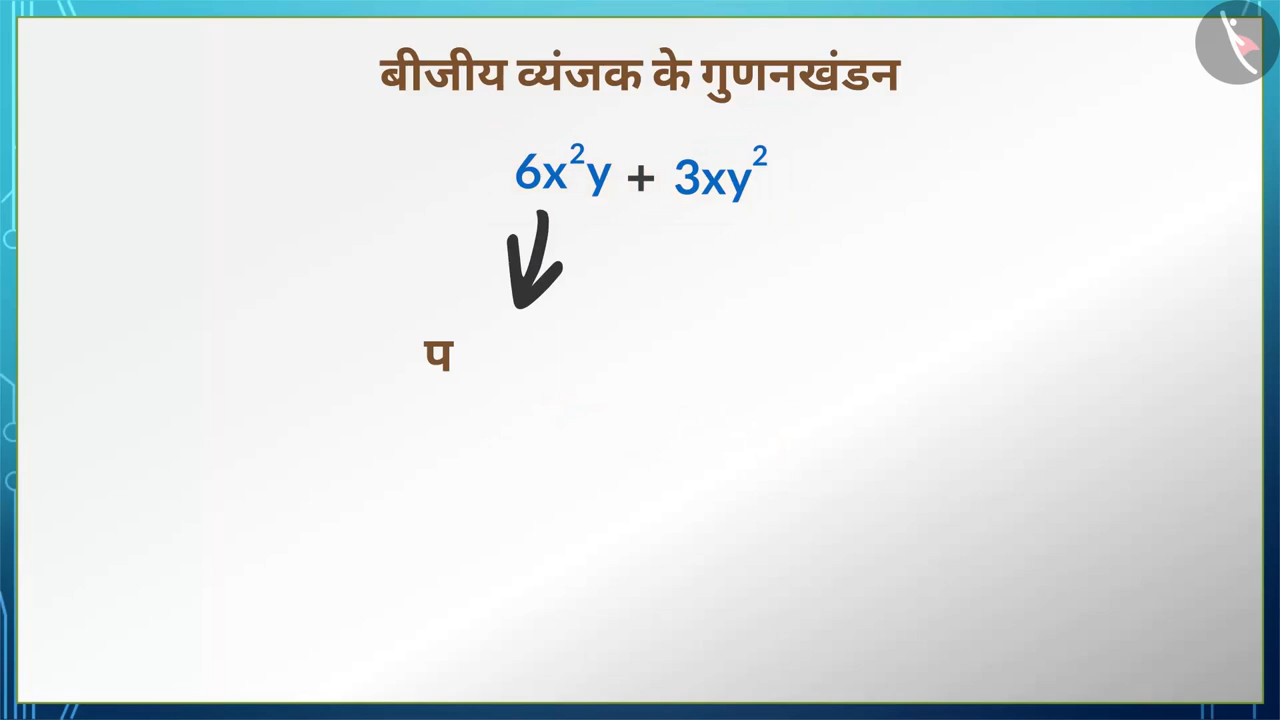 बीजीय व्यंजक के गुणनखंडन
6x²y + 3xy²
प